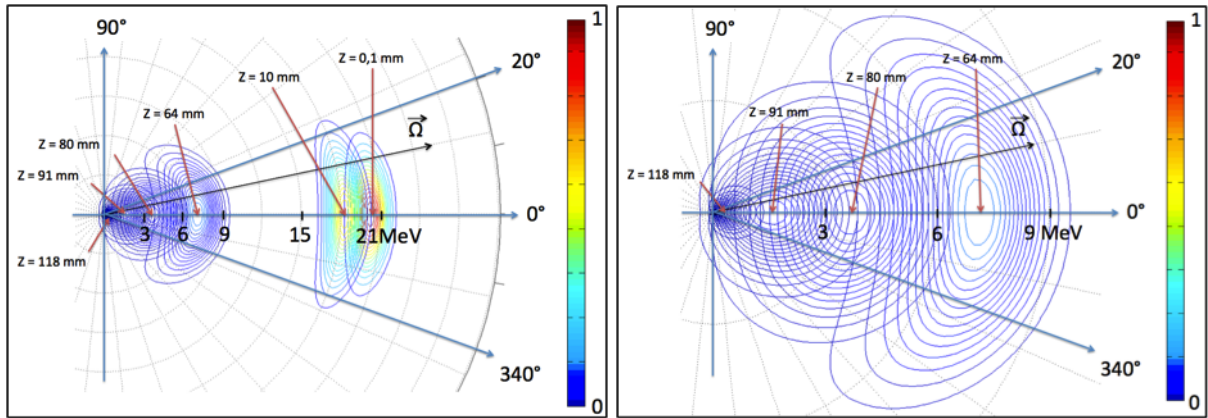 90°
1
20°
Z = 0,1 mm
Z = 10 mm
Z = 64 mm
Ω
Z = 80 mm
Z = 91 mm
0°
3
6
9
15
21MeV
Z = 118 mm
340°
0
90°
1
20°
Z = 64 mm
Z = 80 mm
Z = 91 mm
Ω
Z = 118 mm
0°
3
6
9 MeV
340°
0